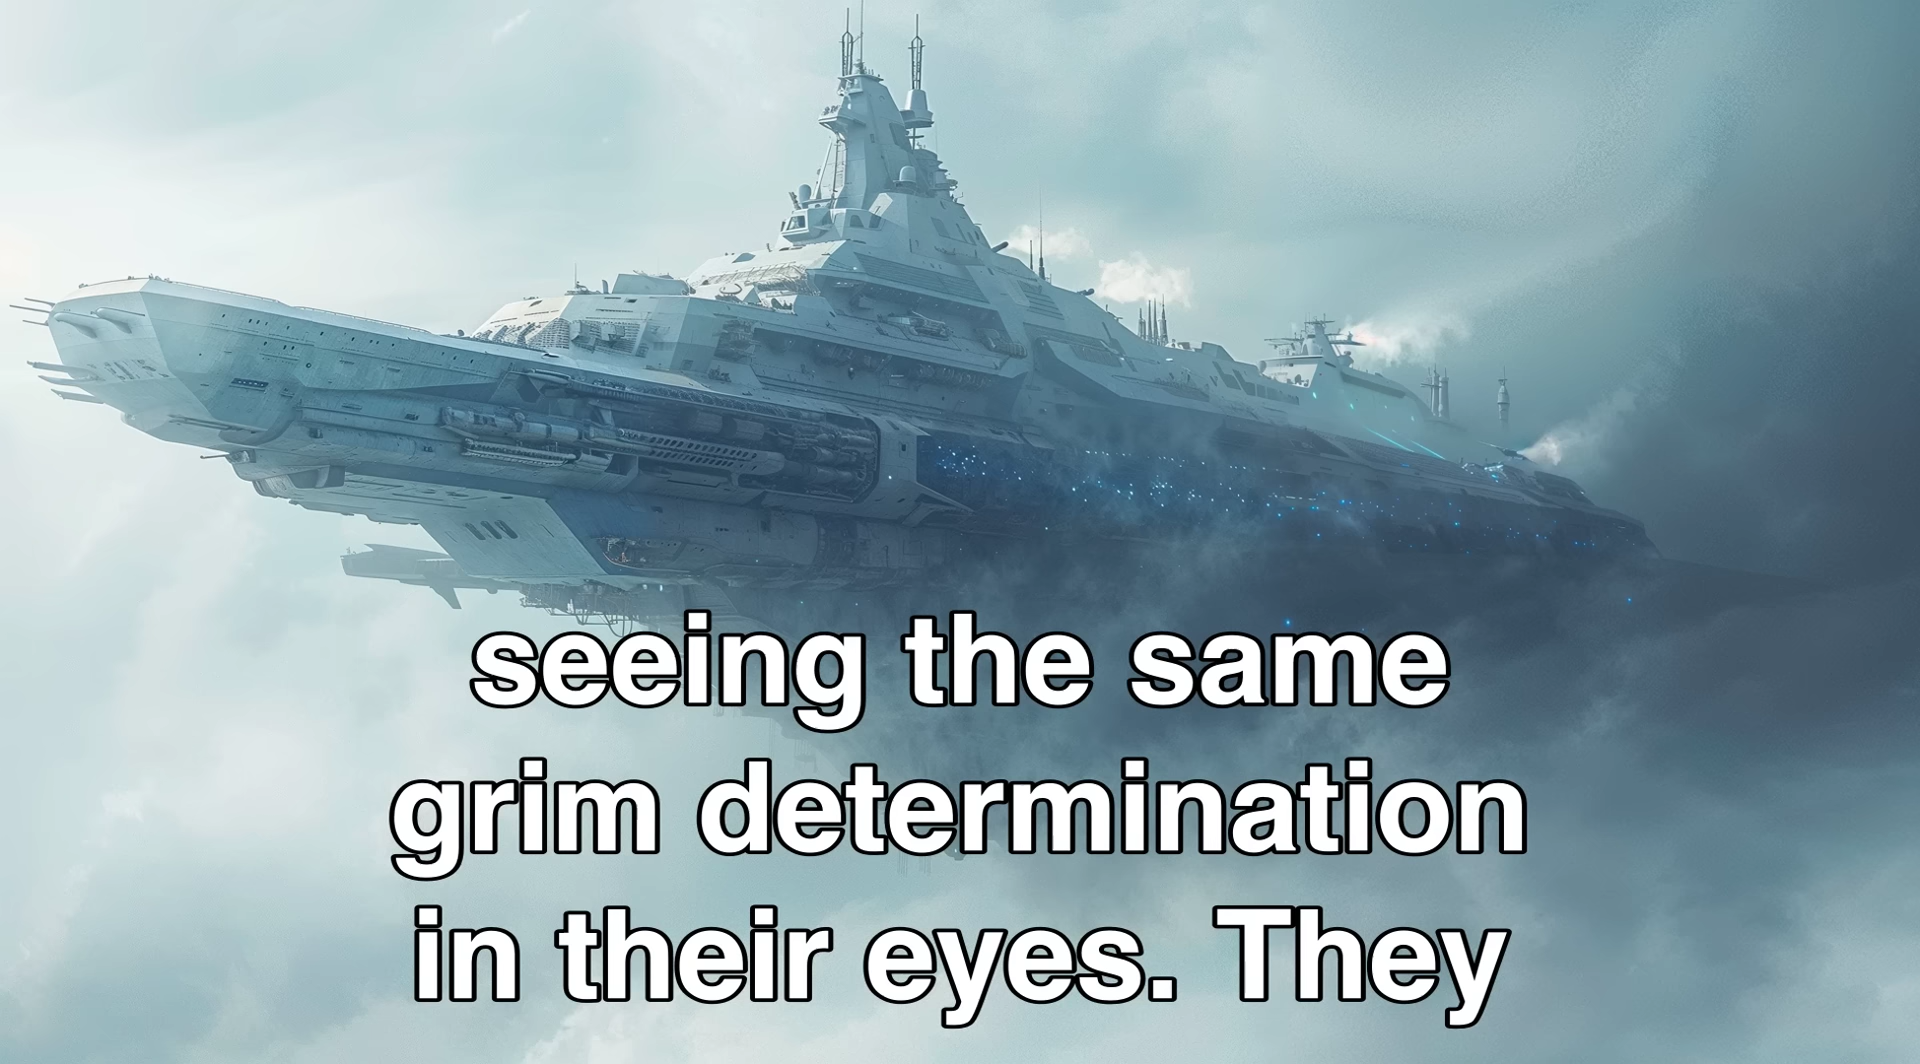 seeing the same
grim determination
in their eyes. They